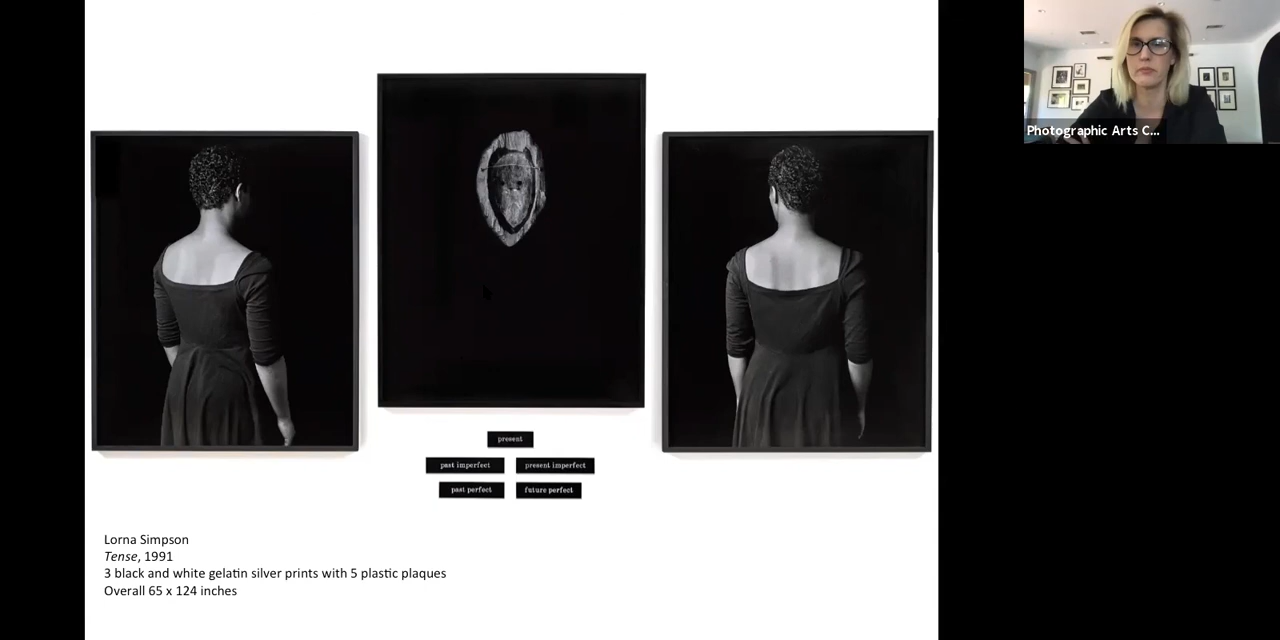 Photographic Arts C...
present
past imperfect present imperfect
past perfect future perfect
Lorna Simpson
Tense, 1991
3 black and white gelatin silver prints with 5 plastic plaques
Overall 65 x 124 inches